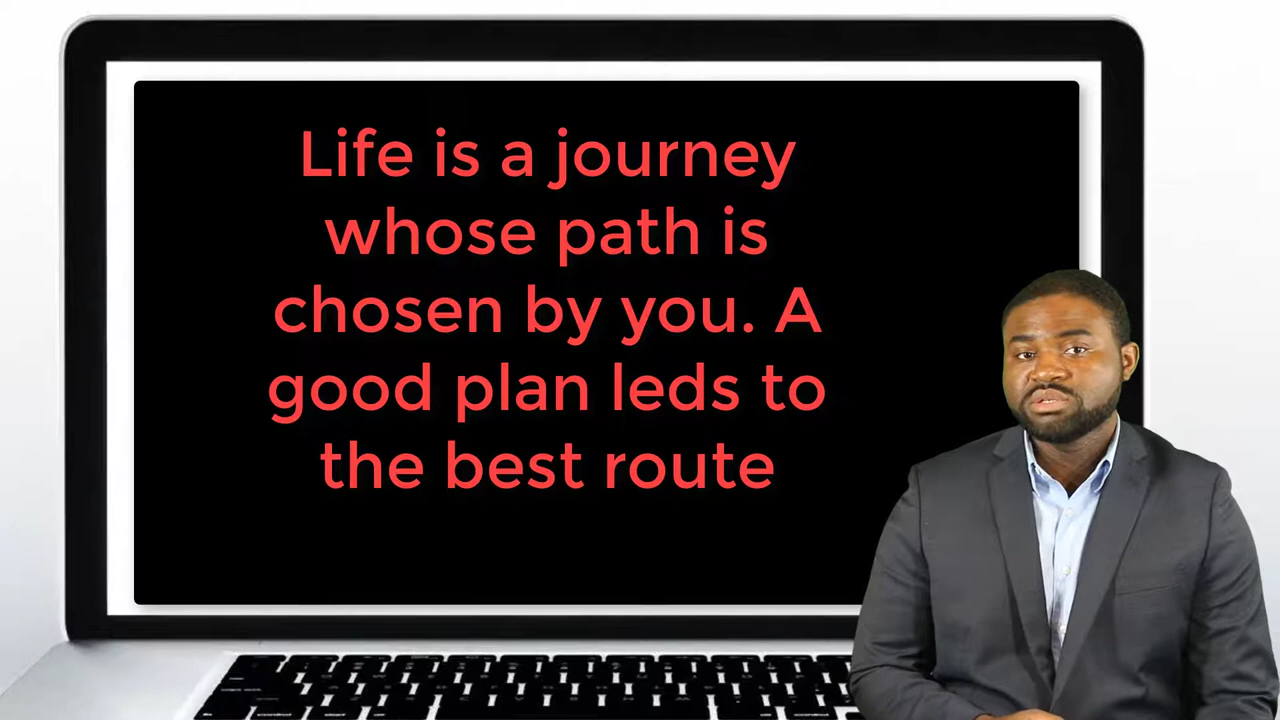 Life is a journey
whose path is
chosen by you. A
good plan leds to
the best route